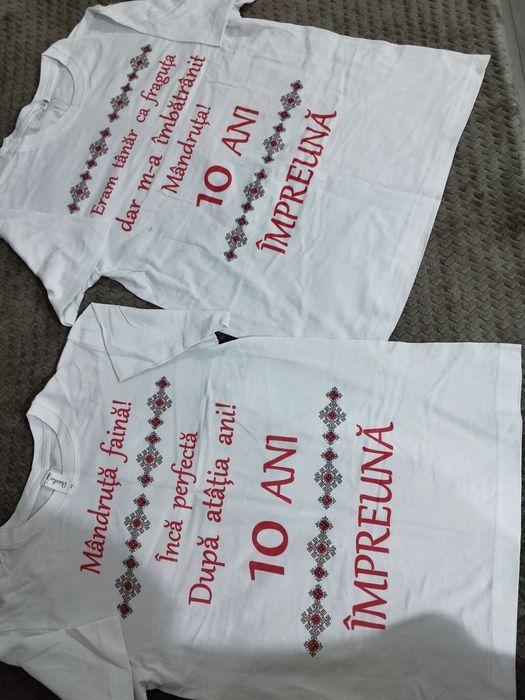 Eram tânăr ca fraguța
dar m-a îmbătrânit
Mândruța!
10 ANI
ÎMPREUNĂ
Mândruță faină!
Încă perfectă
După atâția ani!
10 ANI
ÎMPREUNĂ